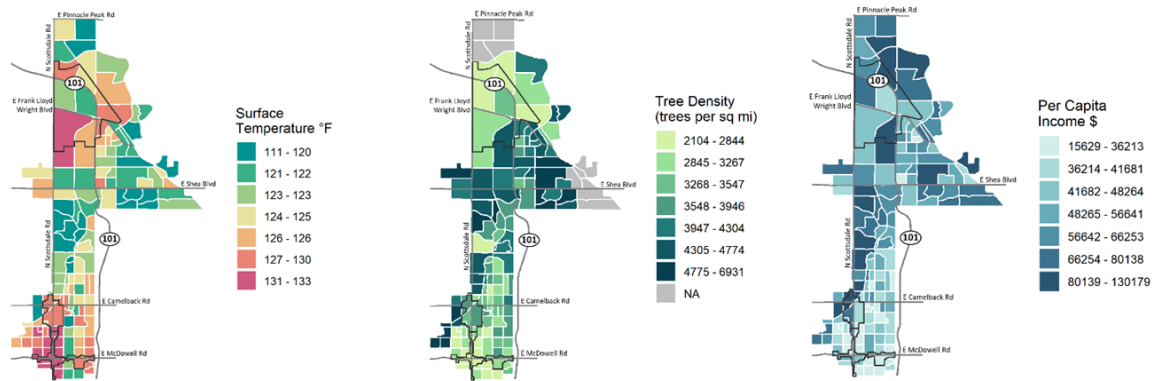 E Pinnacle Peak Rd
N Scottsdale Rd
101
E Frank Lloyd
Wright Blvd
E Shea Blvd
101
N Scottsdale Rd
E Camelback Rd
E McDowell Rd
Surface
Temperature °F
111 - 120
121 - 122
123 - 123
124 - 125
126 - 126
127 - 130
131 - 133
E Pinnacle Peak Rd
N Scottsdale Rd
101
E Frank Lloyd
Wright Blvd
E Shea Blvd
101
N Scottsdale Rd
E Camelback Rd
E McDowell Rd
Tree Density
(trees per sq mi)
2104 - 2844
2845 - 3267
3268 - 3547
3548 - 3946
3947 - 4304
4305 - 4774
4775 - 6931
NA
E Pinnacle Peak Rd
N Scottsdale Rd
101
E Frank Lloyd
Wright Blvd
E Shea Blvd
101
N Scottsdale Rd
E Camelback Rd
E McDowell Rd
Per Capita
Income $
15629 - 36213
36214 - 41681
41682 - 48264
48265 - 56641
56642 - 66253
66254 - 80138
80139 - 130179